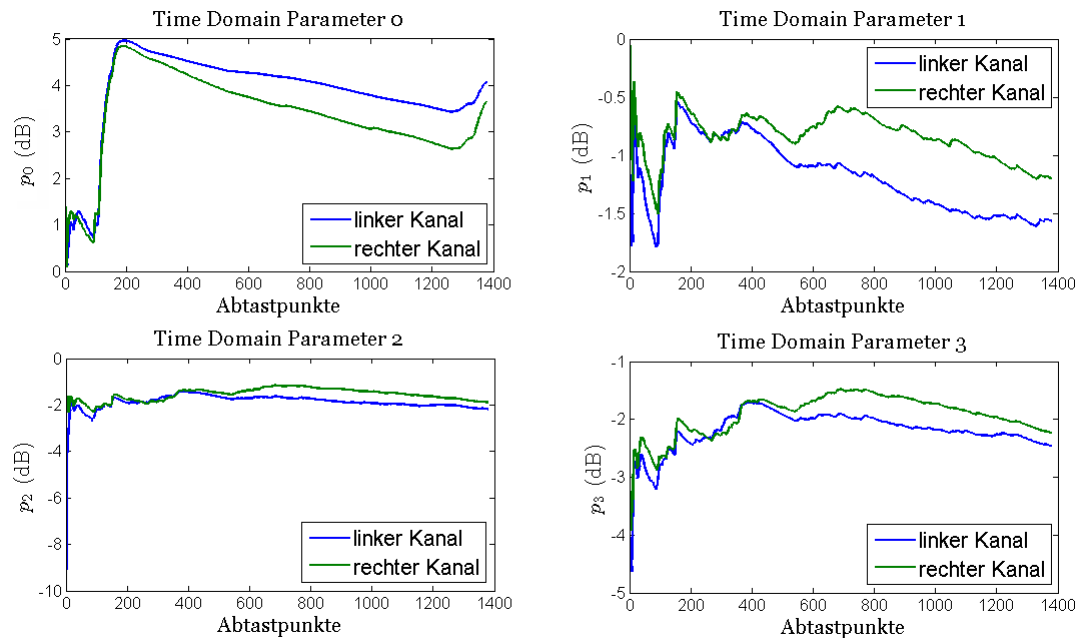 Time Domain Parameter 0
5
4
3
2
1
0
p0 (dB)
linker Kanal
rechter Kanal
0 200 400 600 800 1000 1200 1400
Abtastpunkte
Time Domain Parameter 1
0
-0.5
-1
-1.5
-2
p1 (dB)
linker Kanal
rechter Kanal
0 200 400 600 800 1000 1200 1400
Abtastpunkte
Time Domain Parameter 2
0
-2
-4
-6
-8
-10
p2 (dB)
linker Kanal
rechter Kanal
0 200 400 600 800 1000 1200 1400
Abtastpunkte
Time Domain Parameter 3
-1
-2
-3
-4
-5
p3 (dB)
linker Kanal
rechter Kanal
0 200 400 600 800 1000 1200 1400
Abtastpunkte